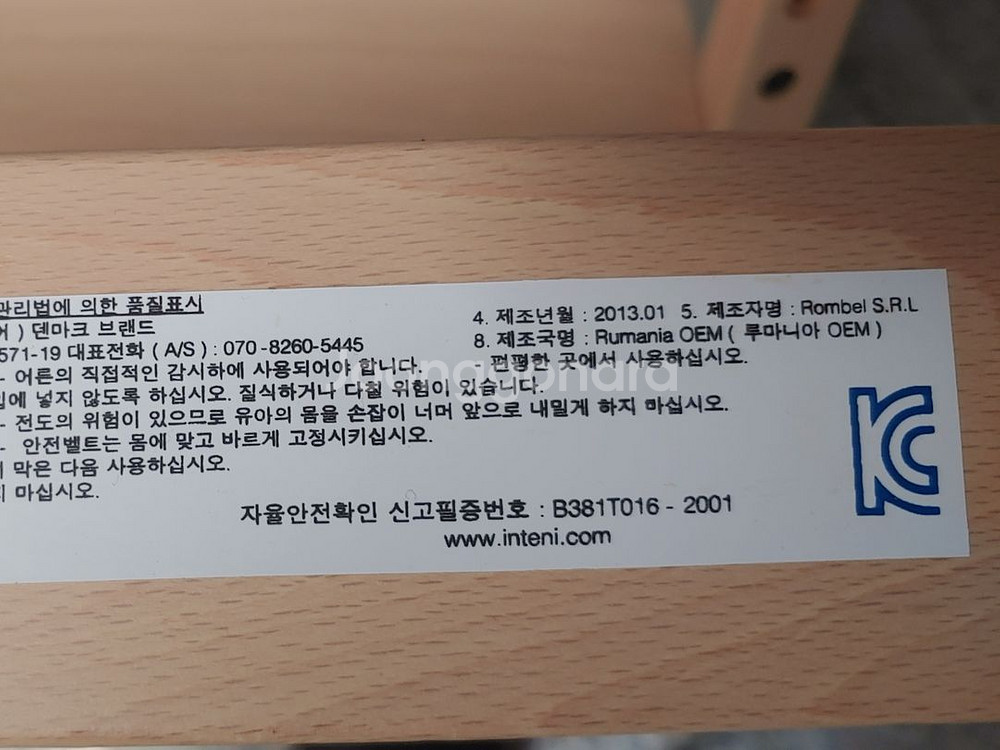 관리법에 의한 품질표시
어 ) 덴마크 브랜드
4. 제조년월 : 2013.01 5. 제조자명 : Rombel S.R.L
571-19 대표전화 ( A/S ) : 070-8260-5445
8. 제조국명 : Rumania OEM ( 루마니아 OEM )
- 어른의 직접적인 감시하에 사용되어야 합니다.
편평한 곳에서 사용하십시오.
입에 넣지 않도록 하십시오. 질식하거나 다칠 위험이 있습니다.
- 전도의 위험이 있으므로 유아의 몸을 손잡이 너머 앞으로 내밀게 하지 마십시오.
- 안전벨트는 몸에 맞고 바르게 고정시키십시오.
막은 다음 사용하십시오.
지 마십시오.
자율안전확인 신고필증번호 : B381T016 - 2001
www.inteni.com
KC